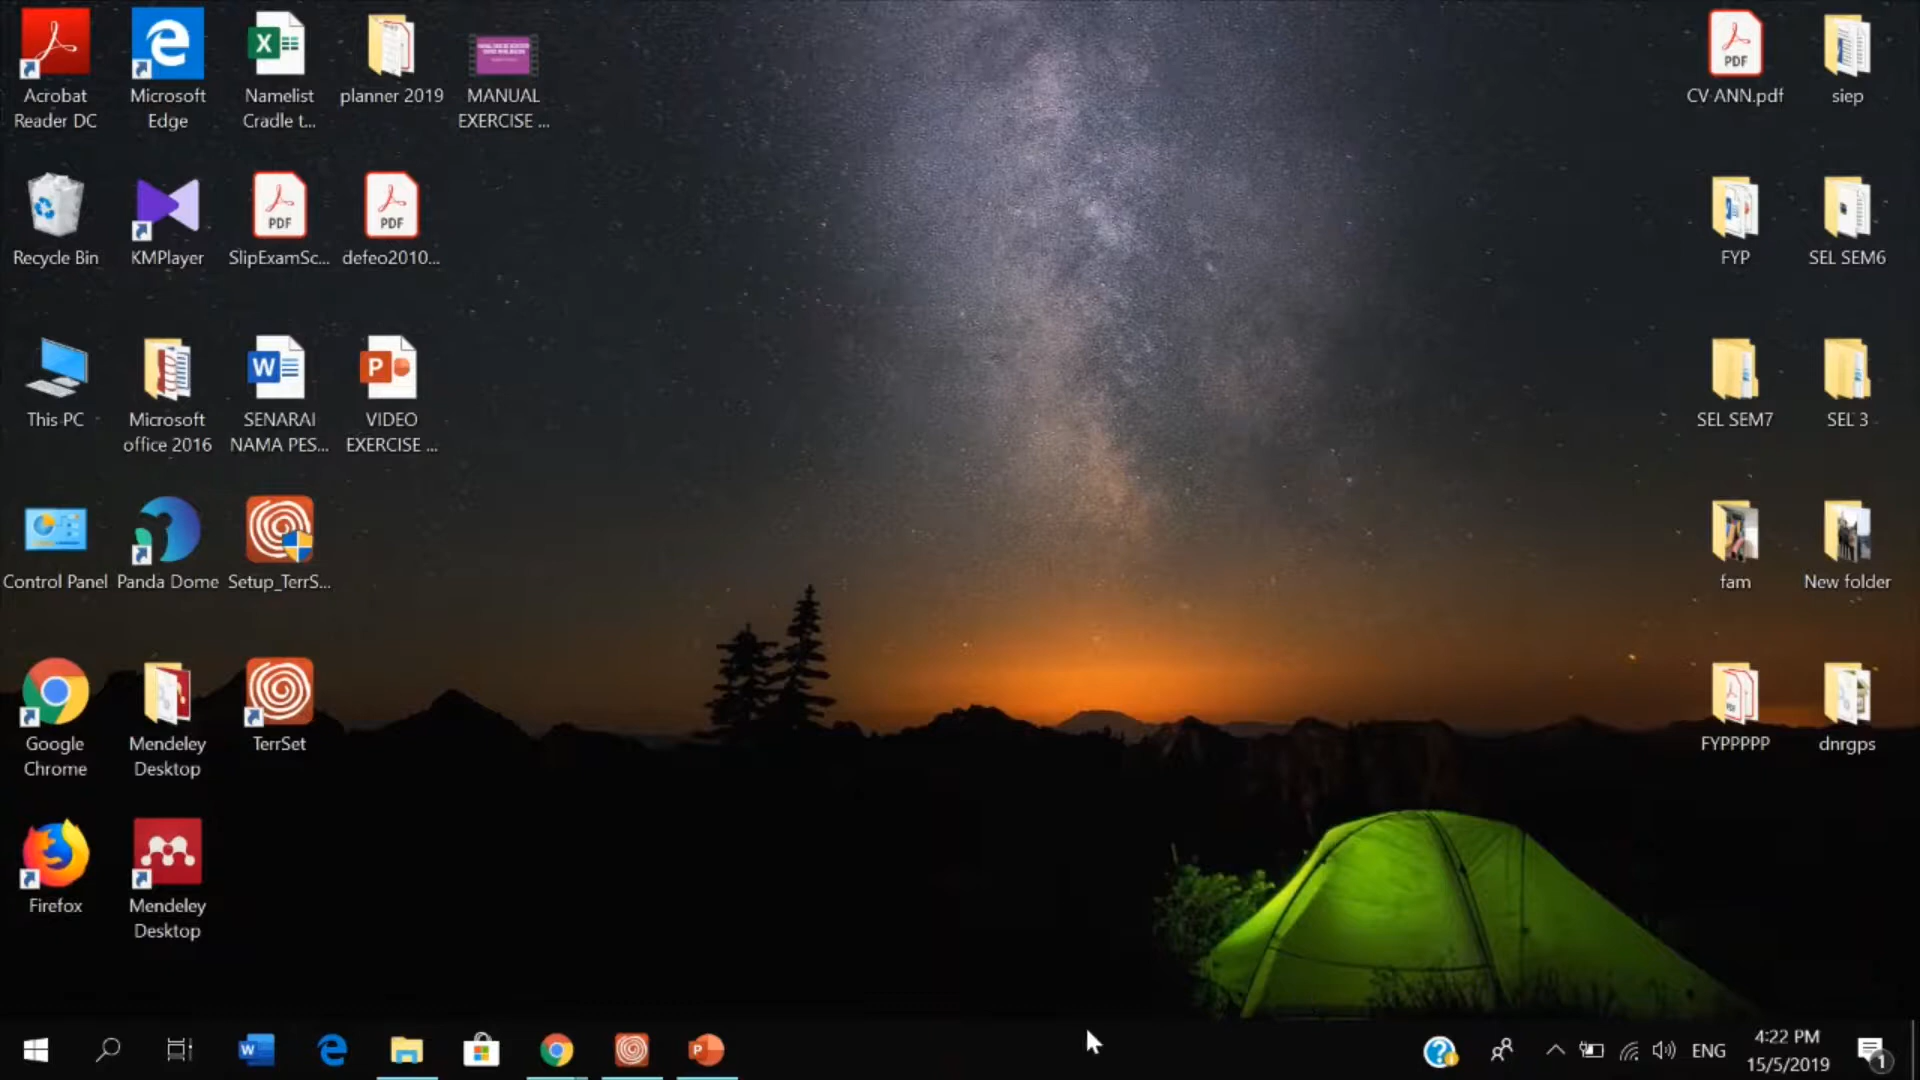 Acrobat
Reader DC
Microsoft
Edge
Namelist
Cradle t...
planner 2019
MANUAL
EXERCISE ...
CV-ANN.pdf
siep
Recycle Bin
KMPlayer
SlipExamSc...
defeo2010...
FYP
SEL SEM6
This PC
Microsoft
office 2016
SENARAI
NAMA PES...
VIDEO
EXERCISE ...
SEL SEM7
SEL 3
Control Panel
Panda Dome
Setup_TerrS...
fam
New folder
Google
Chrome
Mendeley
Desktop
TerrSet
FYPPPPP
dnrgps
Firefox
Mendeley
Desktop
ENG
4:22 PM
15/5/2019
1